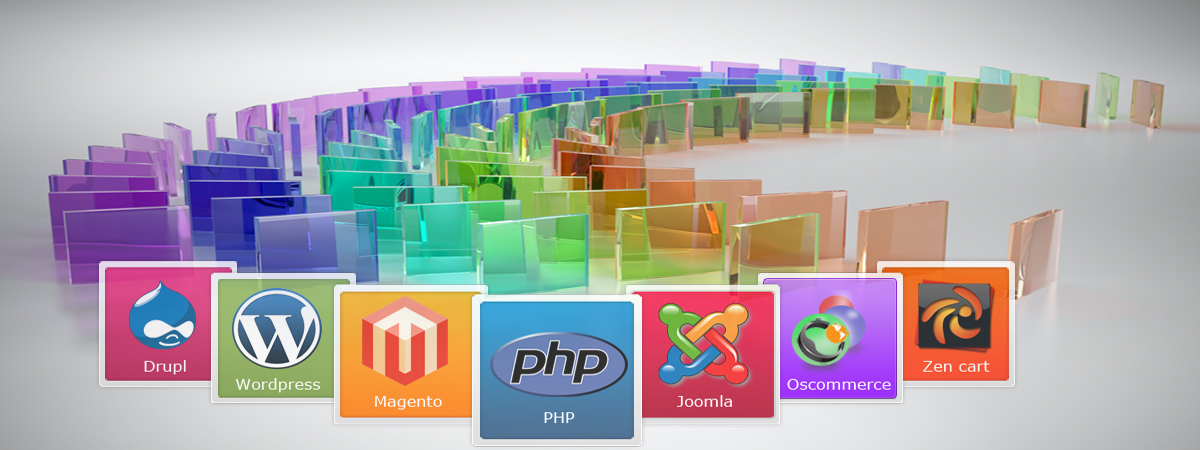 Drupl
Wordpress
Magento
php
PHP
Joomla
Oscommerce
Zen cart